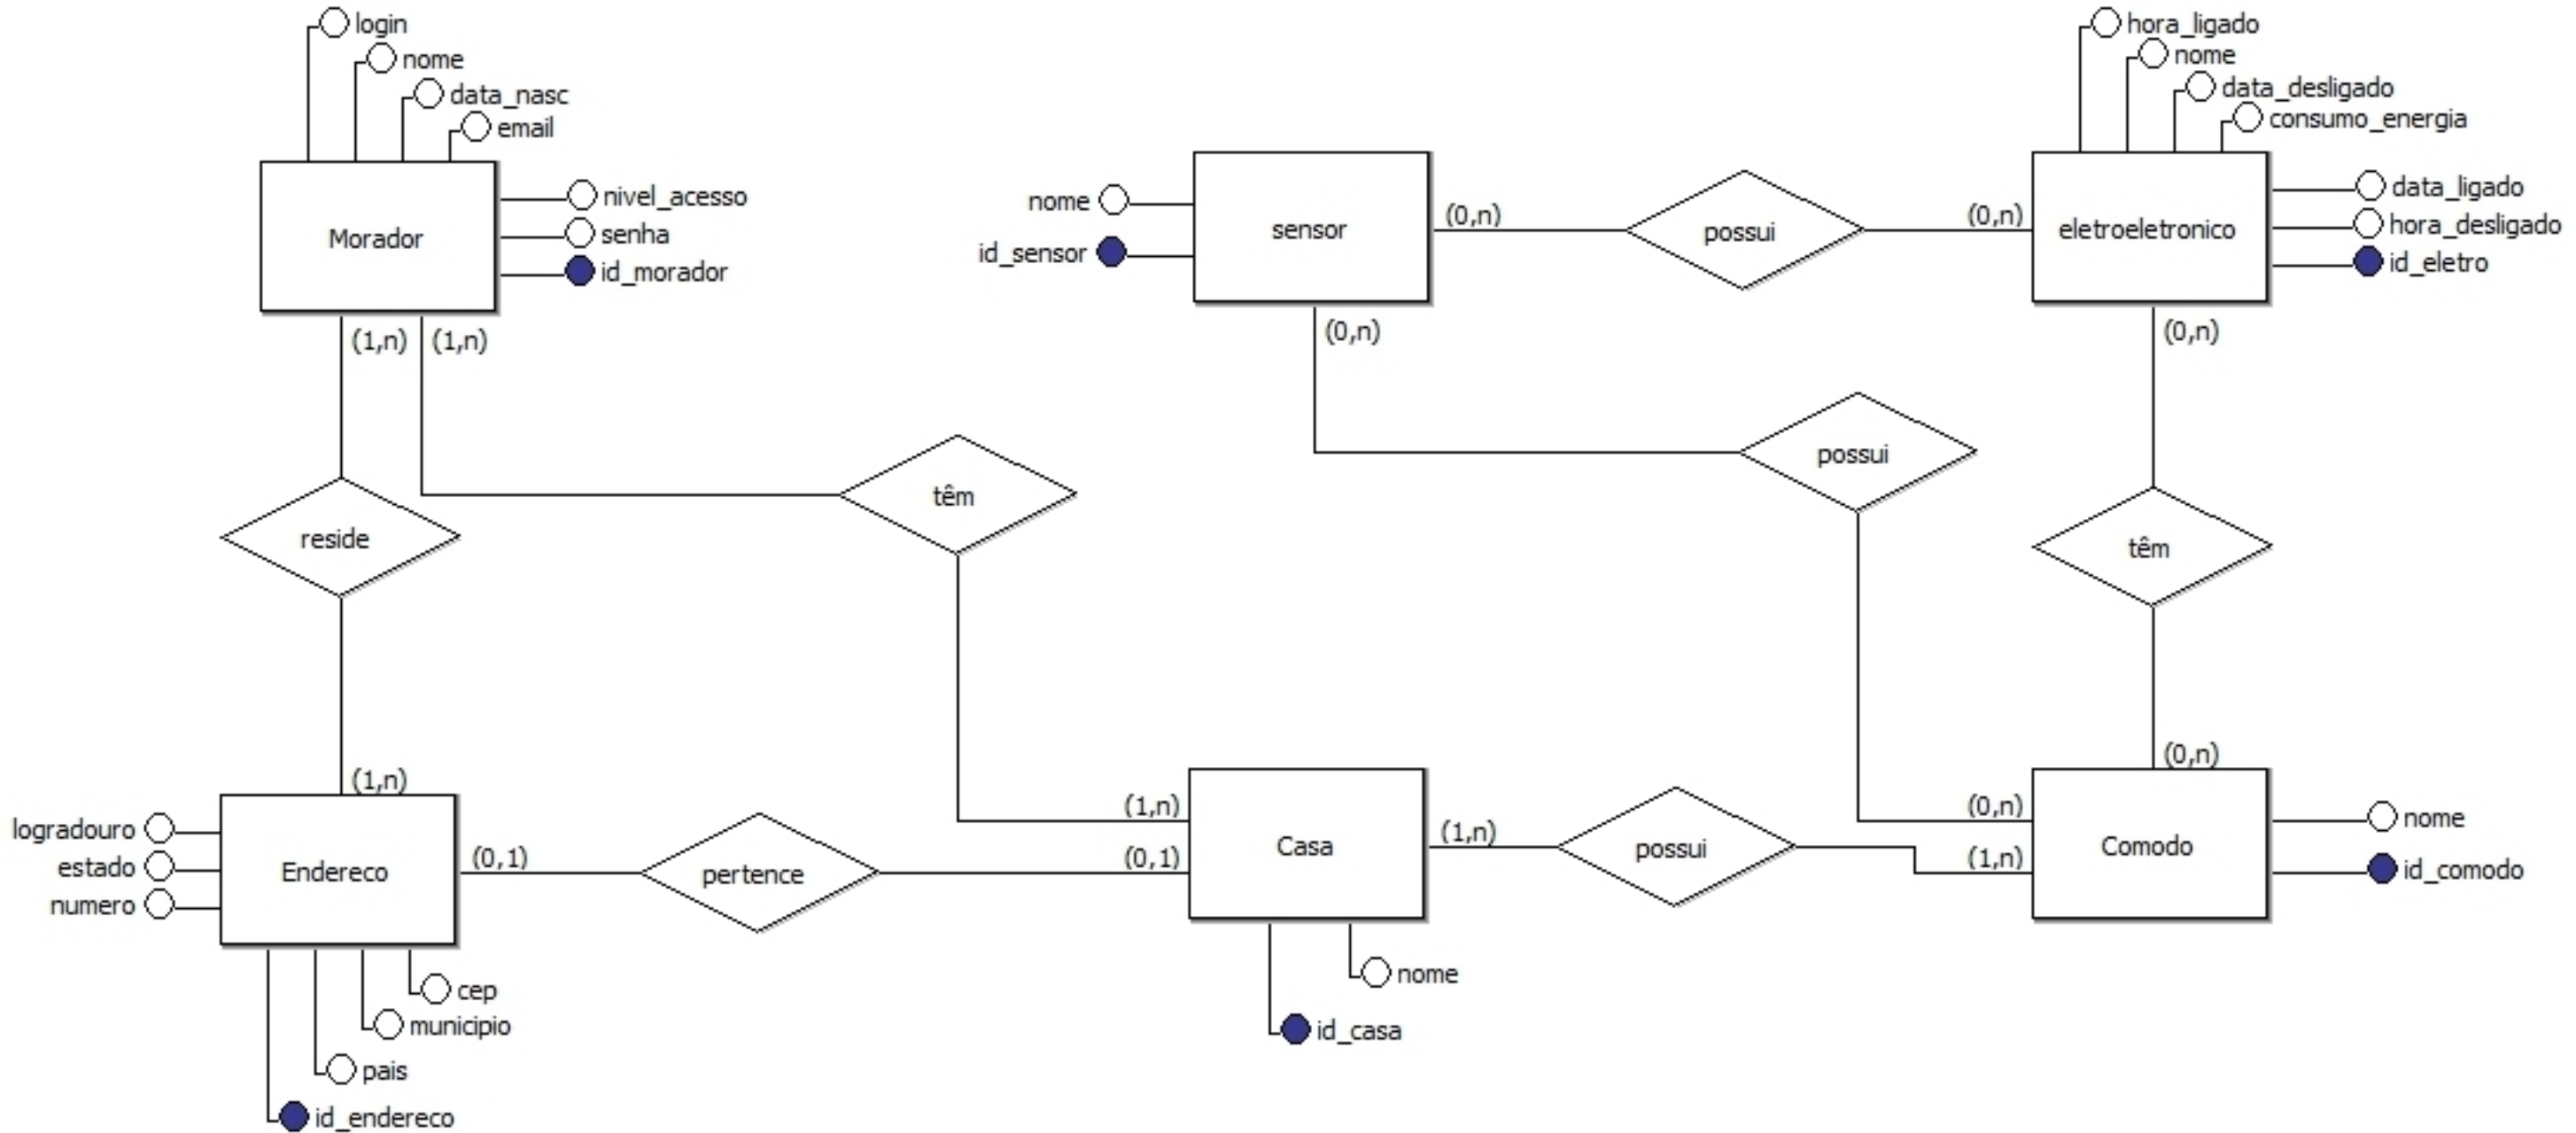 login
nome
data_nasc
email
Morador
nivel_acesso
senha
id_morador
(1,n)
(1,n)
nome
id_sensor
sensor
(0,n)
possui
(0,n)
(0,n)
hora_ligado
nome
data_desligado
consumo_energia
eletroeletronico
data_ligado
hora_desligado
id_eletro
(0,n)
reside
têm
possui
têm
(1,n)
(1,n)
(0,n)
(0,n)
logradouro
estado
numero
Endereco
(0,1)
pertence
(0,1)
Casa
(1,n)
possui
(1,n)
Comodo
nome
id_comodo
cep
municipio
pais
id_endereco
nome
id_casa